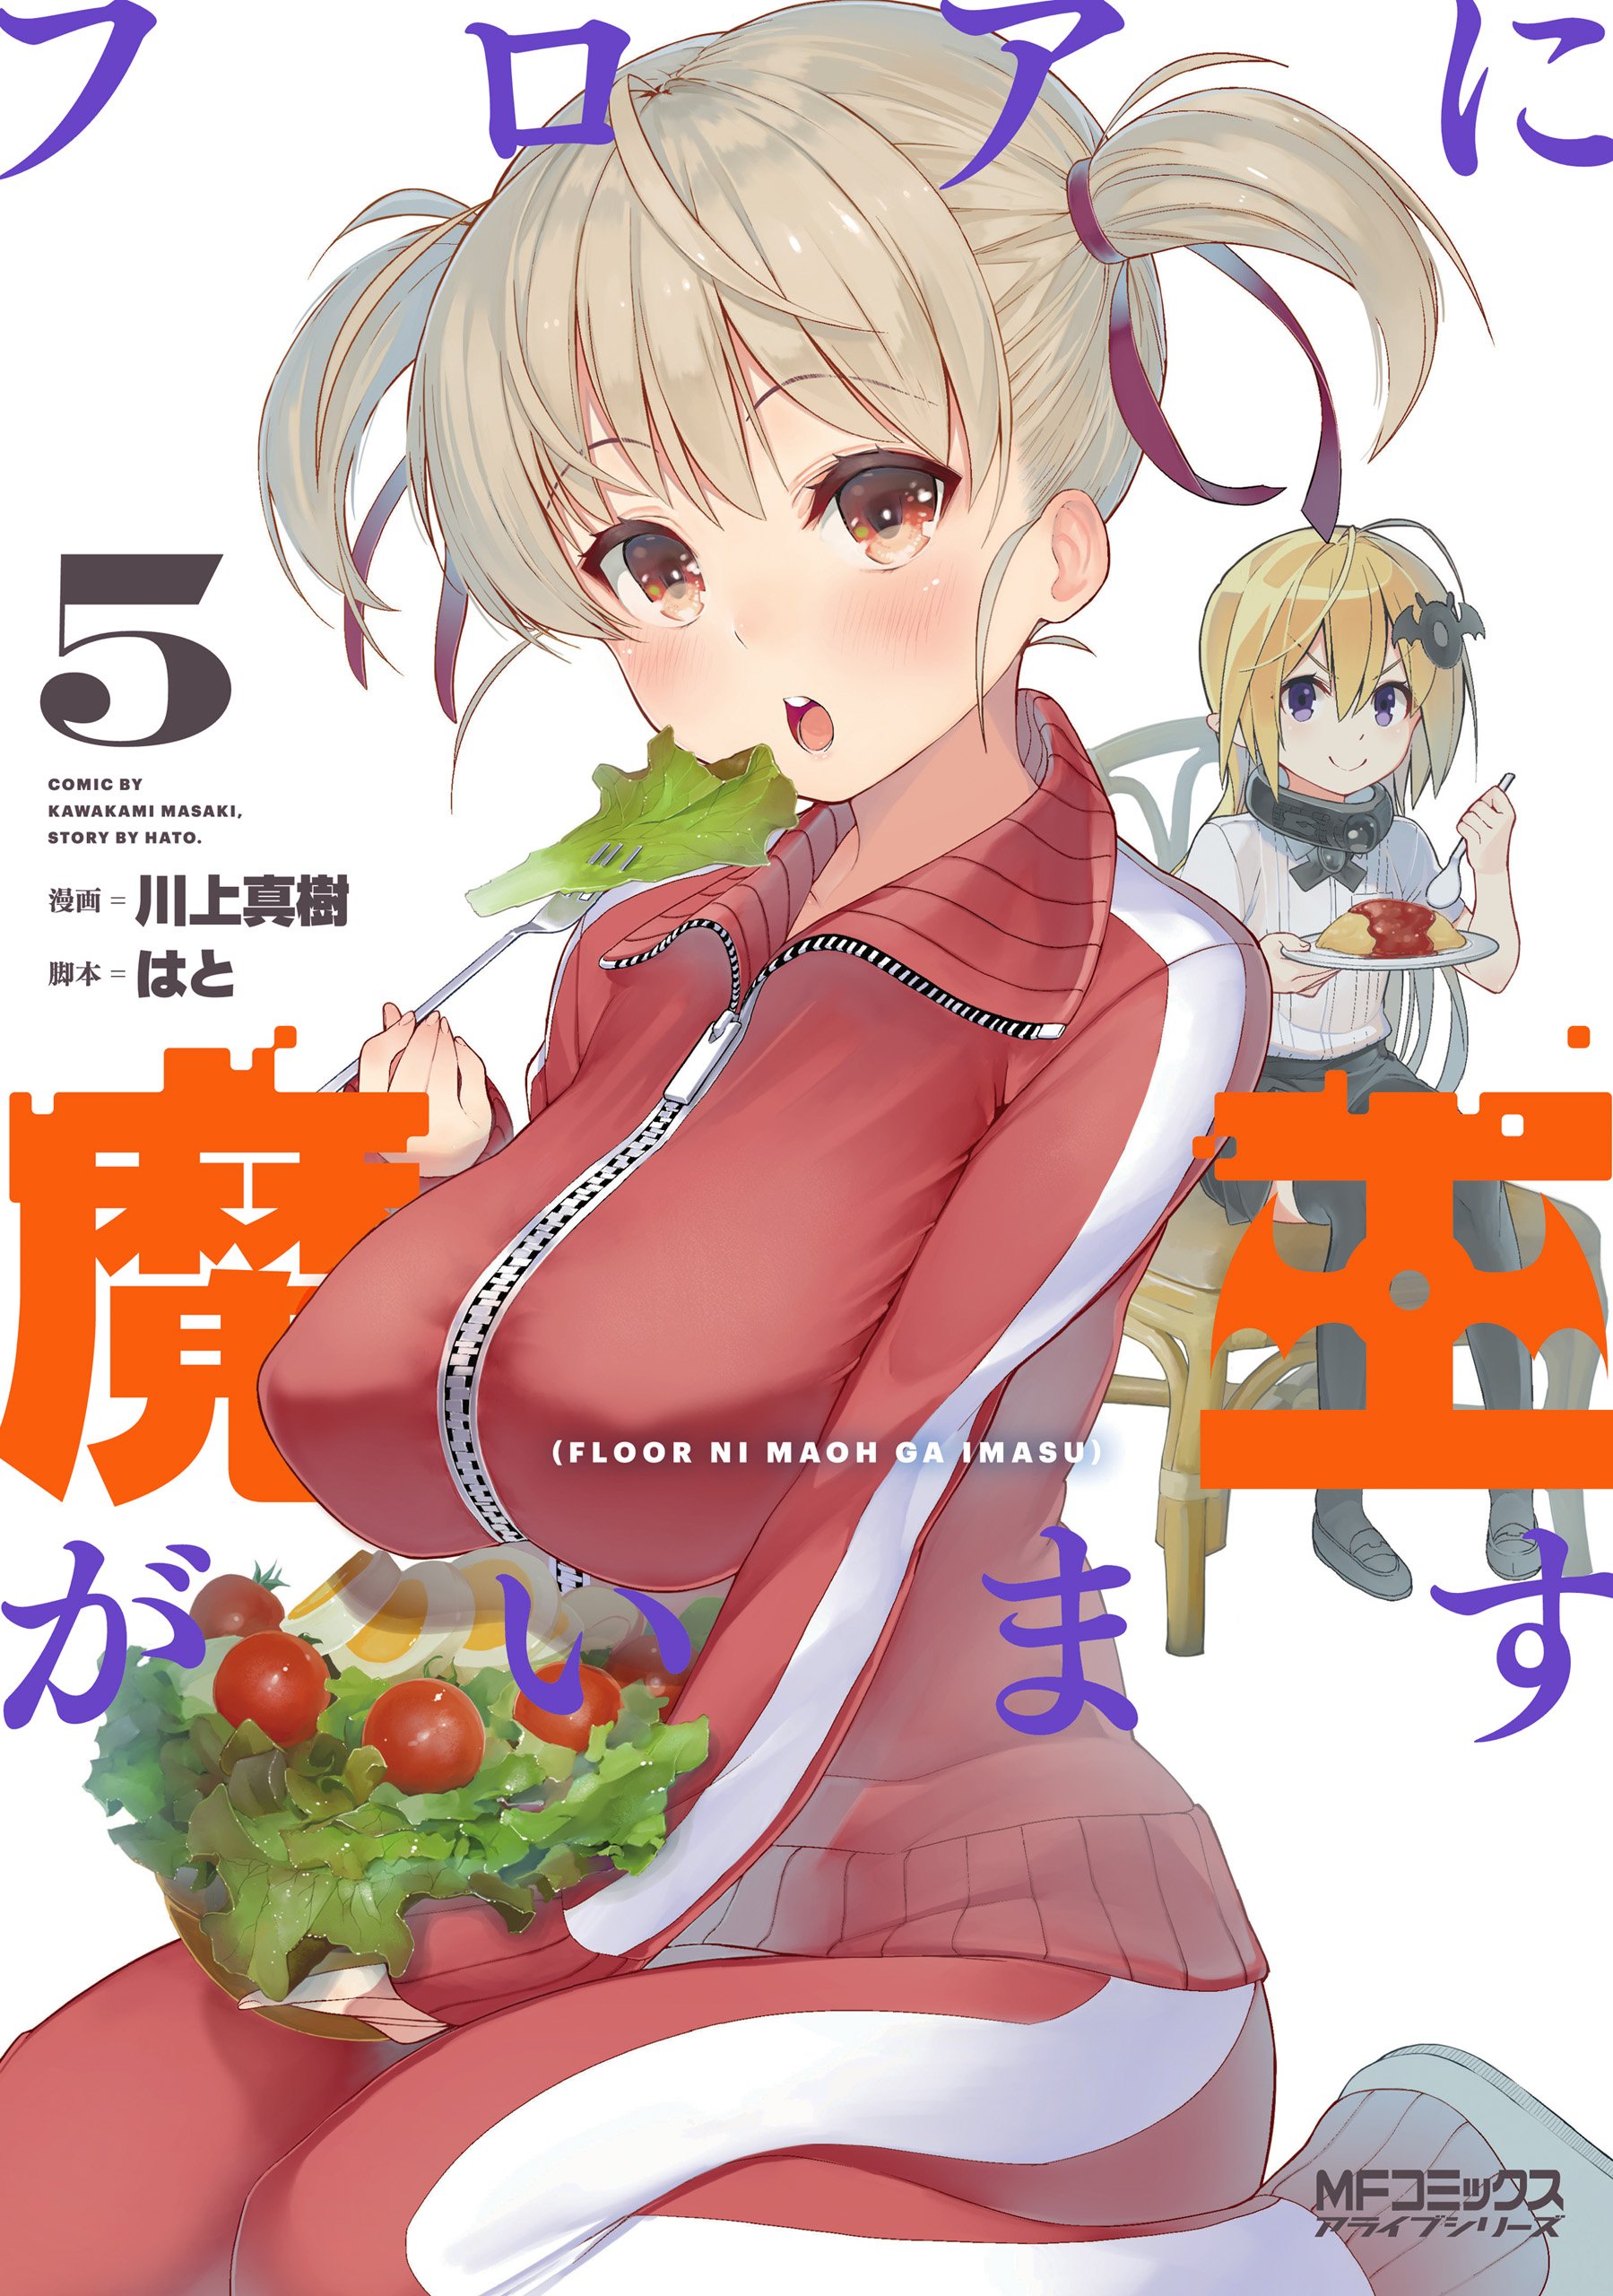 フロアに
5
COMIC BY
KAWAKAMI MASAKI,
STORY BY HATO.
漫画 = 川上真樹
脚本 = はと
魔王
(FLOOR NI MAOH GA IMASU)
がいます
MFコミックス
アライブシリーズ